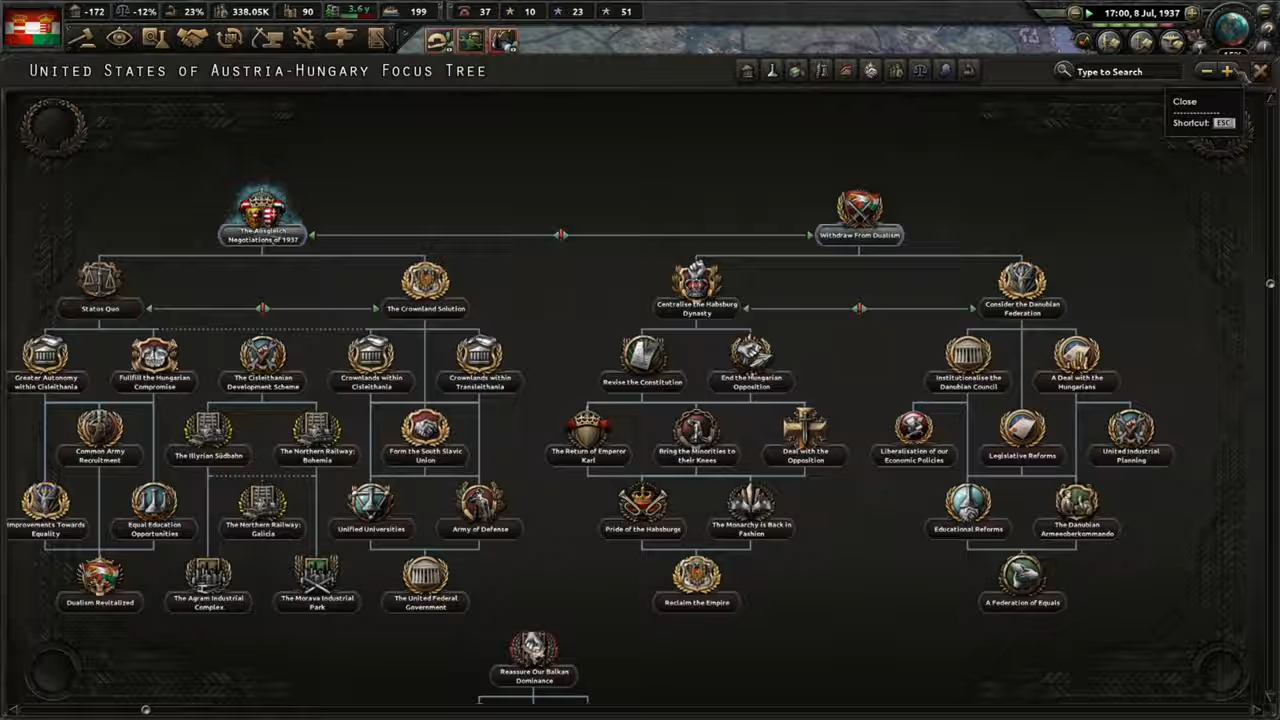 -172 -12% 23% 338.05K 90 3.6y 199 37 10 23 51 17:00, 8 Jul, 1937
United States of Austria-Hungary Focus Tree
Type to Search
Close
Shortcut: ESC
The Ausgleich
Negotiations of 1937
Withdraw From Dualism
Status Quo
The Crownland Solution
Centralise the Habsburg
Dynasty
Consider the Danubian
Federation
Greater Autonomy
within Cisleithania
Fullfill the Hungarian
Compromise
The Cisleithanian
Development Scheme
Crownlands within
Cisleithania
Crownlands within
Transleithania
Revise the Constitution
End the Hungarian
Opposition
Institutionalise the
Danubian Council
A Deal with the
Hungarians
Common Army
Recruitment
The Illyrian Südbahn
The Northern Railway:
Bohemia
Form the South Slavic
Union
The Return of Emperor
Karl
Bring the Minorities to
their Knees
Deal with the
Opposition
Liberalisation of our
Economic Policies
Legislative Reforms
United Industrial
Planning
Improvements Towards
Equality
Equal Education
Opportunities
The Northern Railway:
Galicia
Unified Universities
Army of Defense
Pride of the Habsburgs
The Monarchy is Back in
Fashion
Educational Reforms
The Danubian
Armeeoberkommando
Dualism Revitalized
The Agram Industrial
Complex
The Morava Industrial
Park
The United Federal
Government
Reclaim the Empire
A Federation of Equals
Reassure Our Balkan
Dominance